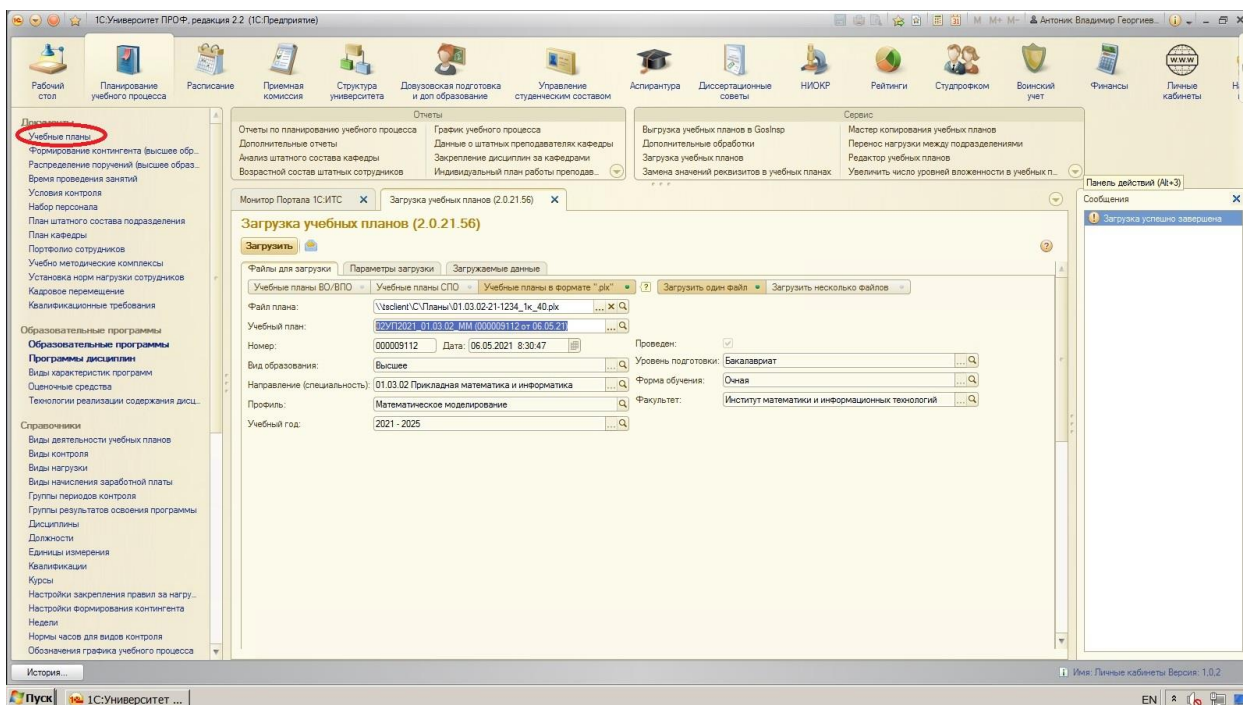 1С:Университет ПРОФ, редакция 2.2 (1С:Предприятие)
M M+ M-
Антоник Владимир Георгиев...
Рабочий стол
Планирование учебного процесса
Расписание
Приемная комиссия
Структура университета
Довузовская подготовка и доп образование
Управление студенческим составом
Аспирантура
Диссертационные советы
НИОКР
Рейтинги
Студпрофком
Воинский учет
Финансы
www
Личные кабинеты
Документы
Учебные планы
Формирование контингента (высшее обр...
Распределение поручений (высшее образ...
Время проведения занятий
Условия контроля
Набор персонала
План штатного состава подразделения
План кафедры
Портфолио сотрудников
Учебно методические комплексы
Установка норм нагрузки сотрудников
Кадровое перемещение
Квалификационные требования
Образовательные программы
Образовательные программы
Программы дисциплин
Виды характеристик программ
Оценочные средства
Технологии реализации содержания дисц...
Справочники
Виды деятельности учебных планов
Виды контроля
Виды нагрузки
Виды начисления заработной платы
Группы периодов контроля
Группы результатов освоения программы
Дисциплины
Должности
Единицы измерения
Квалификации
Курсы
Настройки закрепления правил за нагру...
Настройки формирования контингента
Недели
Нормы часов для видов контроля
Обозначения графика учебного процесса
Отчеты
Отчеты по планированию учебного процесса
График учебного процесса
Дополнительные отчеты
Данные о штатных преподавателях кафедры
Анализ штатного состава кафедры
Закрепление дисциплин за кафедрами
Возрастной состав штатных сотрудников
Индивидуальный план работы преподав...
Сервис
Выгрузка учебных планов в GosInsp
Мастер копирования учебных планов
Дополнительные обработки
Перенос нагрузки между подразделениями
Загрузка учебных планов
Редактор учебных планов
Замена значений реквизитов в учебных планах
Увеличить число уровней вложенности в учебных п...
Панель действий (Alt+3)
Монитор Портала 1С:ИТС
Загрузка учебных планов (2.0.21.56)
Загрузка учебных планов (2.0.21.56)
Загрузить
Файлы для загрузки
Параметры загрузки
Загружаемые данные
Учебные планы ВО/ВПО
Учебные планы СПО
Учебные планы в формате ".plx"
?
Загрузить один файл
Загрузить несколько файлов
Файл плана: \\tsclient\C\Планы\01.03.02-21-1234_1к_40.plx
Учебный план: 02УП2021_01.03.02_ММ (000009112 от 06.05.21)
Номер: 000009112 Дата: 06.05.2021 8:30:47
Проведен:
Вид образования: Высшее
Уровень подготовки: Бакалавриат
Направление (специальность): 01.03.02 Прикладная математика и информатика
Форма обучения: Очная
Профиль: Математическое моделирование
Факультет: Институт математики и информационных технологий
Учебный год: 2021 - 2025
Сообщения
Загрузка успешно завершена
История...
Имя: Личные кабинеты Версия: 1.0.2
Пуск
1С:Университет ...
EN